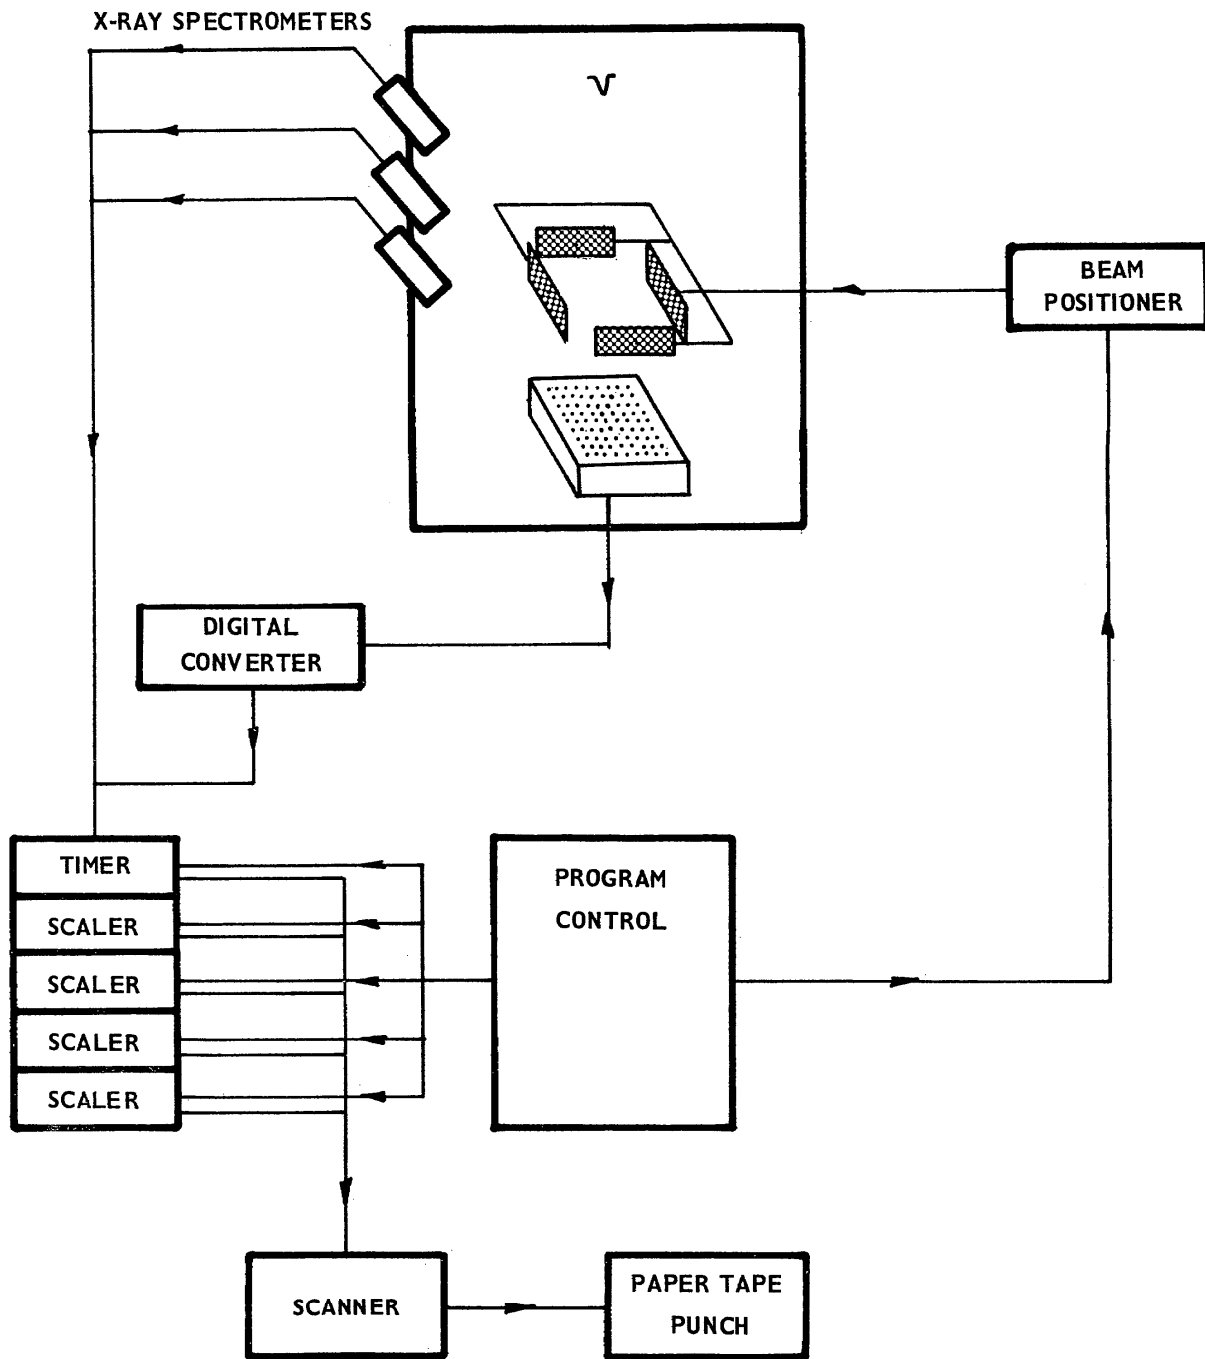 X-RAY SPECTROMETERS
BEAM
POSITIONER
DIGITAL
CONVERTER
TIMER
SCALER
SCALER
SCALER
SCALER
PROGRAM
CONTROL
SCANNER
PAPER TAPE
PUNCH